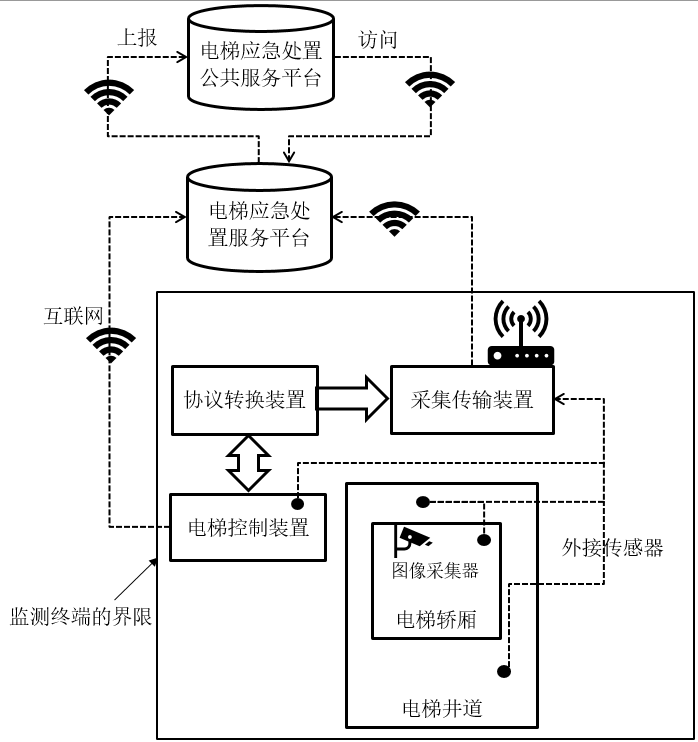 上报
访问
电梯应急处置
公共服务平台
电梯应急处
置服务平台
互联网
协议转换装置
采集传输装置
电梯控制装置
外接传感器
图像采集器
电梯轿厢
监测终端的界限
电梯井道